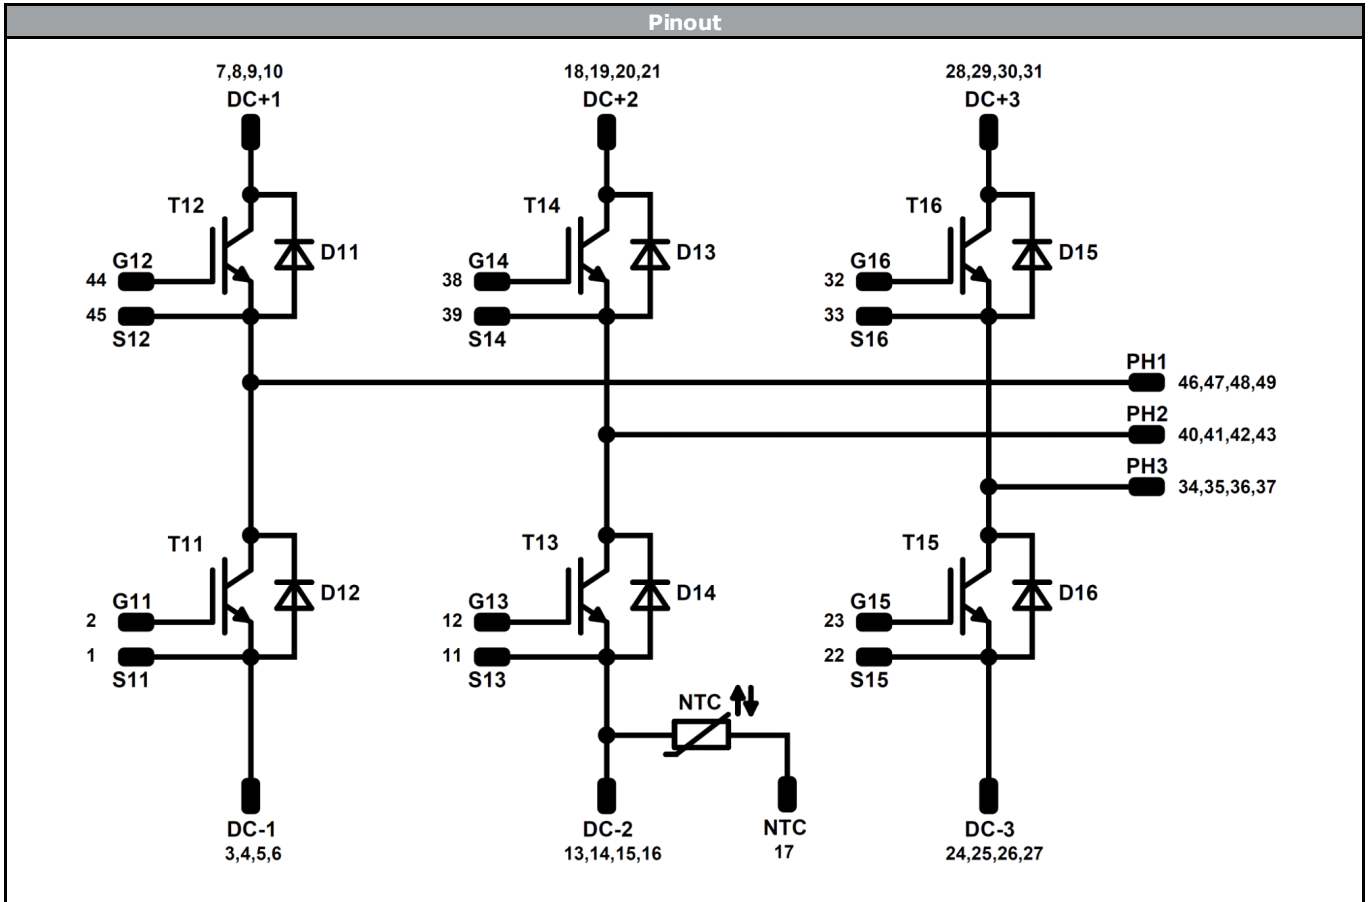 Pinout
7,8,9,10
18,19,20,21
28,29,30,31
DC+1
DC+2
DC+3
T12
T14
T16
D11
D13
D15
G12
G14
G16
44
38
32
45
39
33
S12
S14
S16
PH1
46,47,48,49
PH2
40,41,42,43
PH3
34,35,36,37
T11
T13
T15
D12
D14
D16
G11
G13
G15
2
12
23
1
11
22
S11
S13
S15
NTC
DC-1
DC-2
NTC
DC-3
3,4,5,6
13,14,15,16
17
24,25,26,27